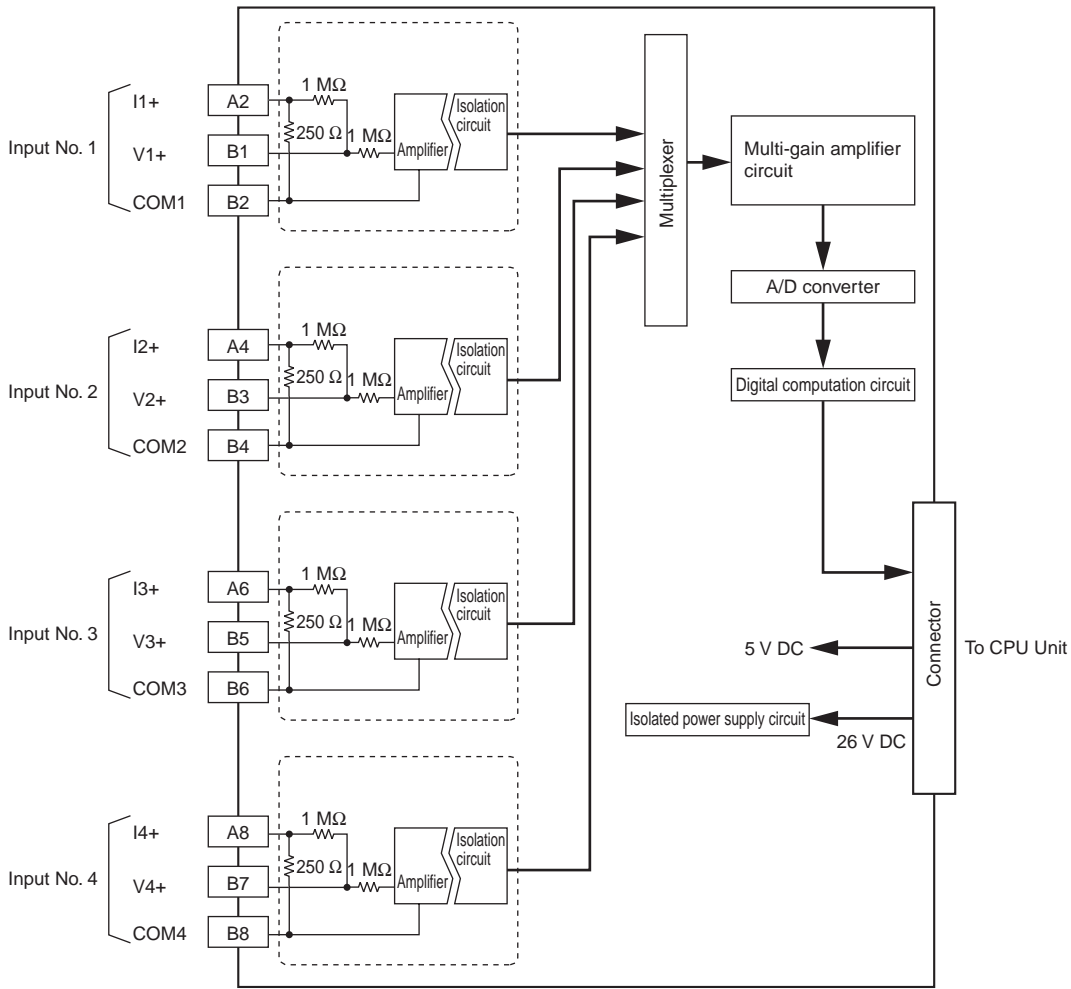 Input No. 1
I1+
V1+
COM1
A2
B1
B2
1 MΩ
250 Ω
1 MΩ
Amplifier
Isolation
circuit
Multiplexer
Multi-gain amplifier
circuit
A/D converter
Digital computation circuit
Input No. 2
I2+
V2+
COM2
A4
B3
B4
1 MΩ
250 Ω
1 MΩ
Amplifier
Isolation
circuit
Input No. 3
I3+
V3+
COM3
A6
B5
B6
1 MΩ
250 Ω
1 MΩ
Amplifier
Isolation
circuit
5 V DC
Isolated power supply circuit
26 V DC
Connector
To CPU Unit
Input No. 4
I4+
V4+
COM4
A8
B7
B8
1 MΩ
250 Ω
1 MΩ
Amplifier
Isolation
circuit